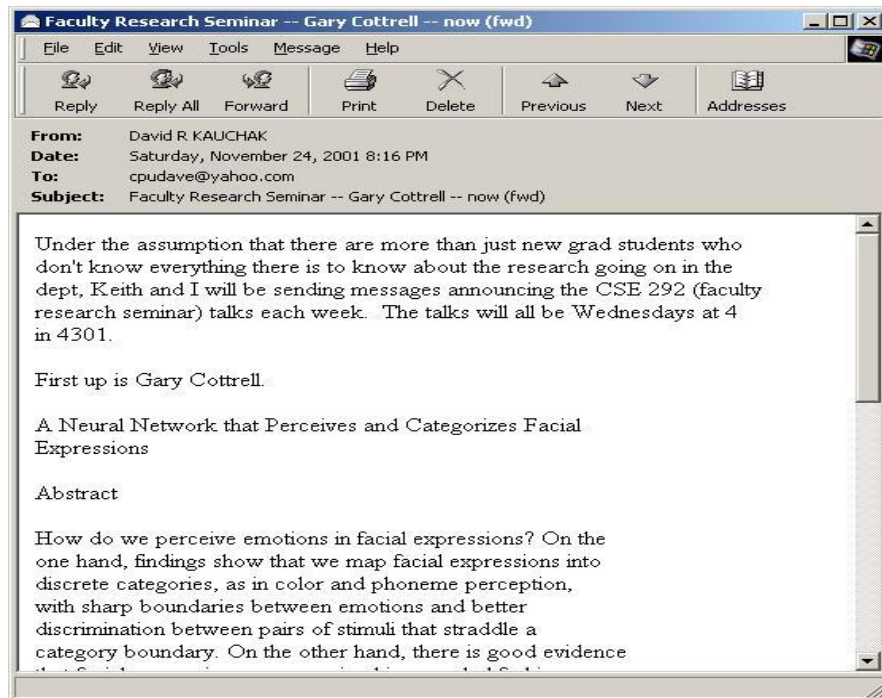 Faculty Research Seminar -- Gary Cottrell -- now (fwd)
File Edit View Tools Message Help
Reply Reply All Forward Print Delete Previous Next Addresses
From: David R KAUCHAK
Date: Saturday, November 24, 2001 8:16 PM
To: cpudave@yahoo.com
Subject: Faculty Research Seminar -- Gary Cottrell -- now (fwd)
Under the assumption that there are more than just new grad students who
don't know everything there is to know about the research going on in the
dept, Keith and I will be sending messages announcing the CSE 292 (faculty
research seminar) talks each week. The talks will all be Wednesdays at 4
in 4301.
First up is Gary Cottrell.
A Neural Network that Perceives and Categorizes Facial
Expressions
Abstract
How do we perceive emotions in facial expressions? On the
one hand, findings show that we map facial expressions into
discrete categories, as in color and phoneme perception,
with sharp boundaries between emotions and better
discrimination between pairs of stimuli that straddle a
category boundary. On the other hand, there is good evidence